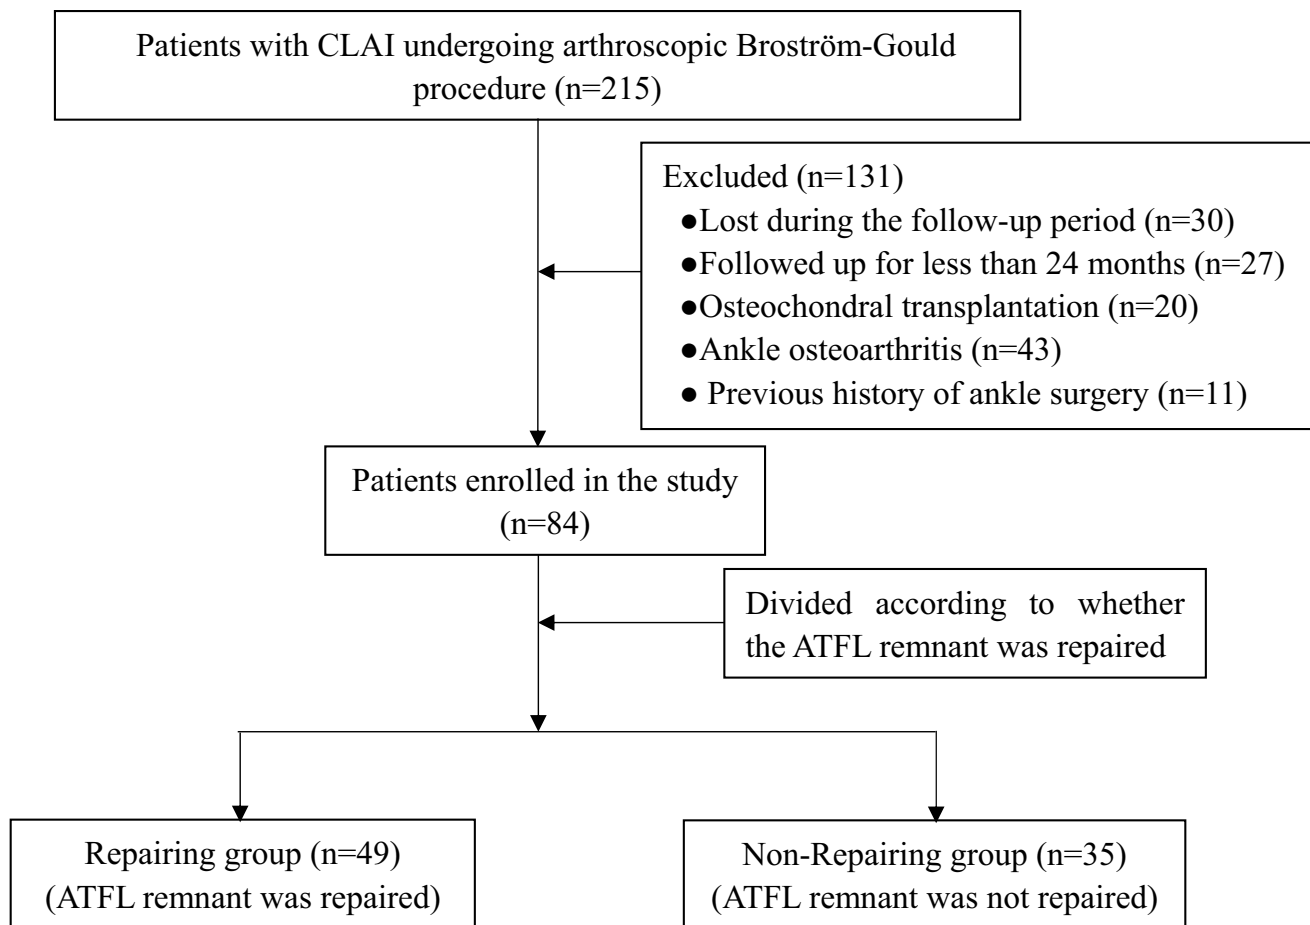 Patients with CLAI undergoing arthroscopic Broström-Gould
procedure (n=215)
Excluded (n=131)
●Lost during the follow-up period (n=30)
●Followed up for less than 24 months (n=27)
●Osteochondral transplantation (n=20)
●Ankle osteoarthritis (n=43)
● Previous history of ankle surgery (n=11)
Patients enrolled in the study
(n=84)
Divided according to whether
the ATFL remnant was repaired
Repairing group (n=49)
(ATFL remnant was repaired)
Non-Repairing group (n=35)
(ATFL remnant was not repaired)